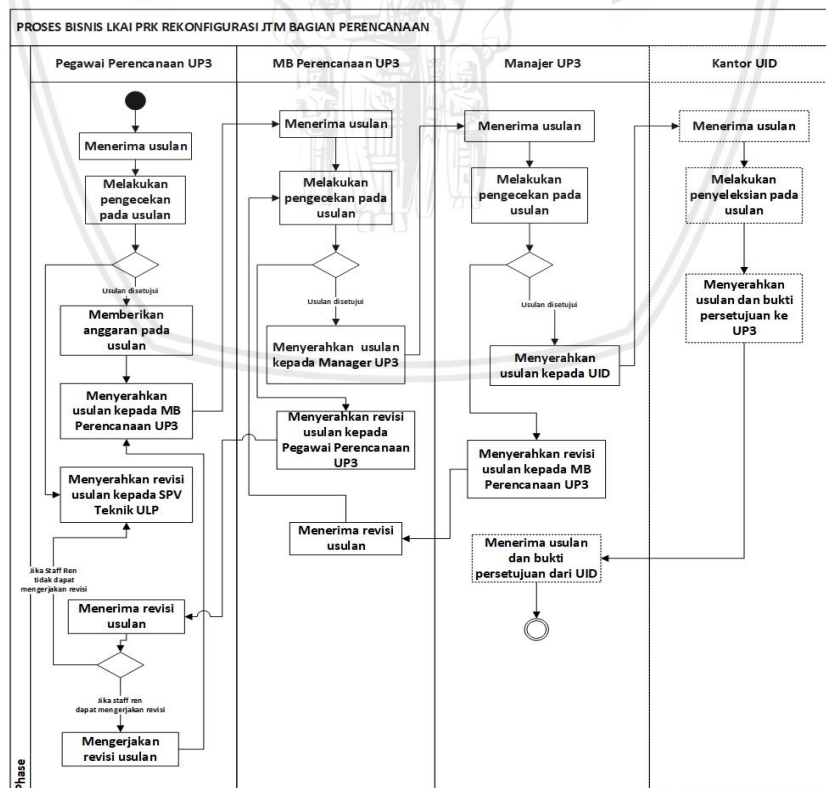 PROSES BISNIS LKAI PRK REKONFIGURASI JTM BAGIAN PERENCANAAN
Pegawai Perencanaan UP3
MB Perencanaan UP3
Manajer UP3
Kantor UID
Menerima usulan
Melakukan
pengecekan
pada usulan
Usulan disetujui
Memberikan
anggaran pada
usulan
Menyerahkan
usulan kepada MB
Perencanaan UP3
Menyerahkan revisi
usulan kepada SPV
Teknik ULP
Jika Staff Ren
tidak dapat
mengerjakan revisi
Menerima revisi
usulan
Jika staff ren
dapat mengerjakan revisi
Mengerjakan
revisi usulan
Menerima usulan
Melakukan
pengecekan pada
usulan
Usulan disetujui
Menyerahkan usulan
kepada Manager UP3
Menyerahkan revisi
usulan kepada
Pegawai Perencanaan
UP3
Menerima revisi
usulan
Menerima usulan
Melakukan
pengecekan pada
usulan
Usulan disetujui
Menyerahkan
usulan kepada UID
Menyerahkan revisi
usulan kepada MB
Perencanaan UP3
Menerima usulan
dan bukti
persetujuan dari UID
Menerima usulan
Melakukan
penyeleksian pada
usulan
Menyerahkan
usulan dan bukti
persetujuan ke
UP3
Phase